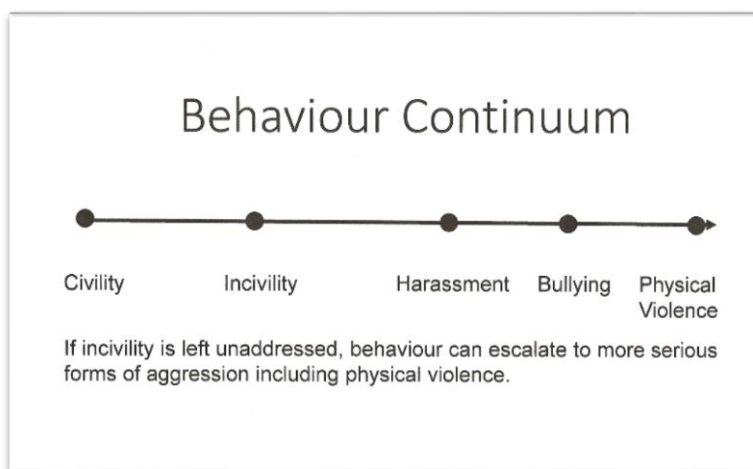 Behaviour Continuum
Civility Incivility Harassment Bullying Physical Violence
If incivility is left unaddressed, behaviour can escalate to more serious
forms of aggression including physical violence.